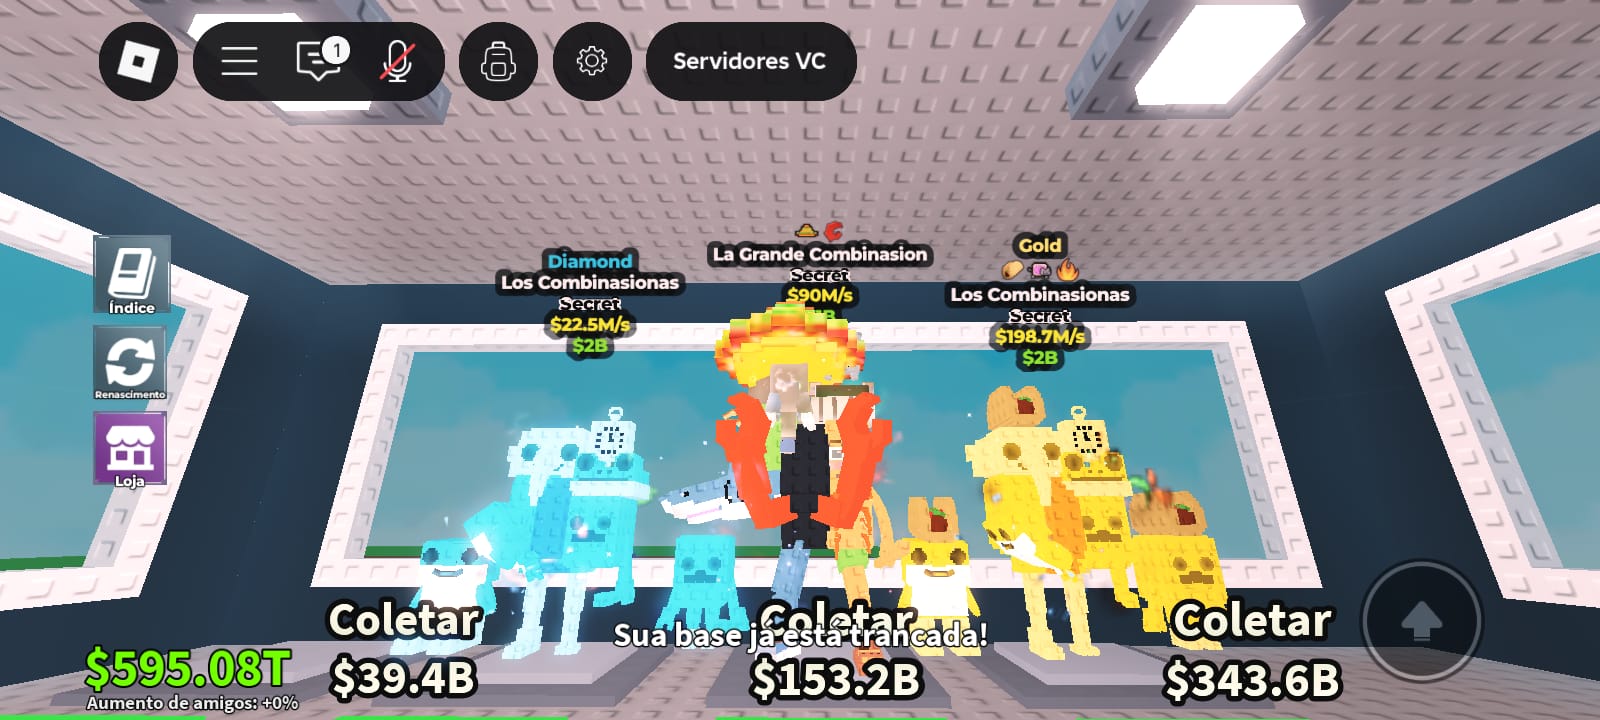 1
Servidores VC
Índice
Renascimento
Loja
Diamond
Los Combinasionas
Secret
$22.5M/s
$2B
La Grande Combinasion
Secret
$90M/s
Gold
Los Combinasionas
Secret
$198.7M/s
$2B
Coletar
$39.4B
Coletar
$153.2B
Coletar
$343.6B
Sua base já está trancada!
$595.08T
Aumento de amigos: +0%